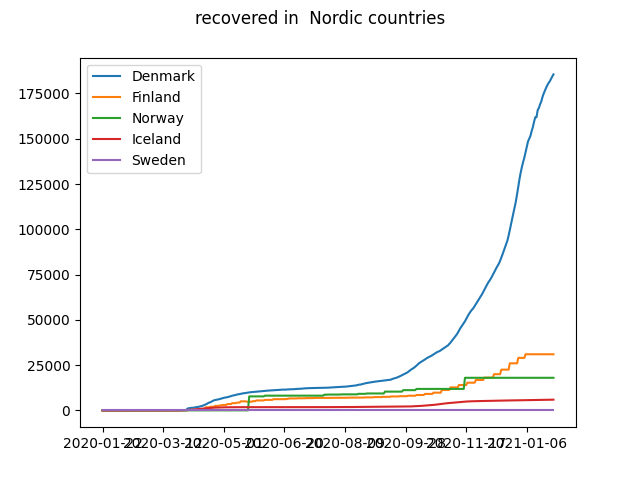 recovered in  Nordic countries
Denmark
Finland
Norway
Iceland
Sweden
175000
150000
125000
100000
75000
50000
25000
0
2020-01-22 2020-03-12 2020-05-01 2020-06-20 2020-08-09 2020-09-28 2020-11-17 2021-01-06